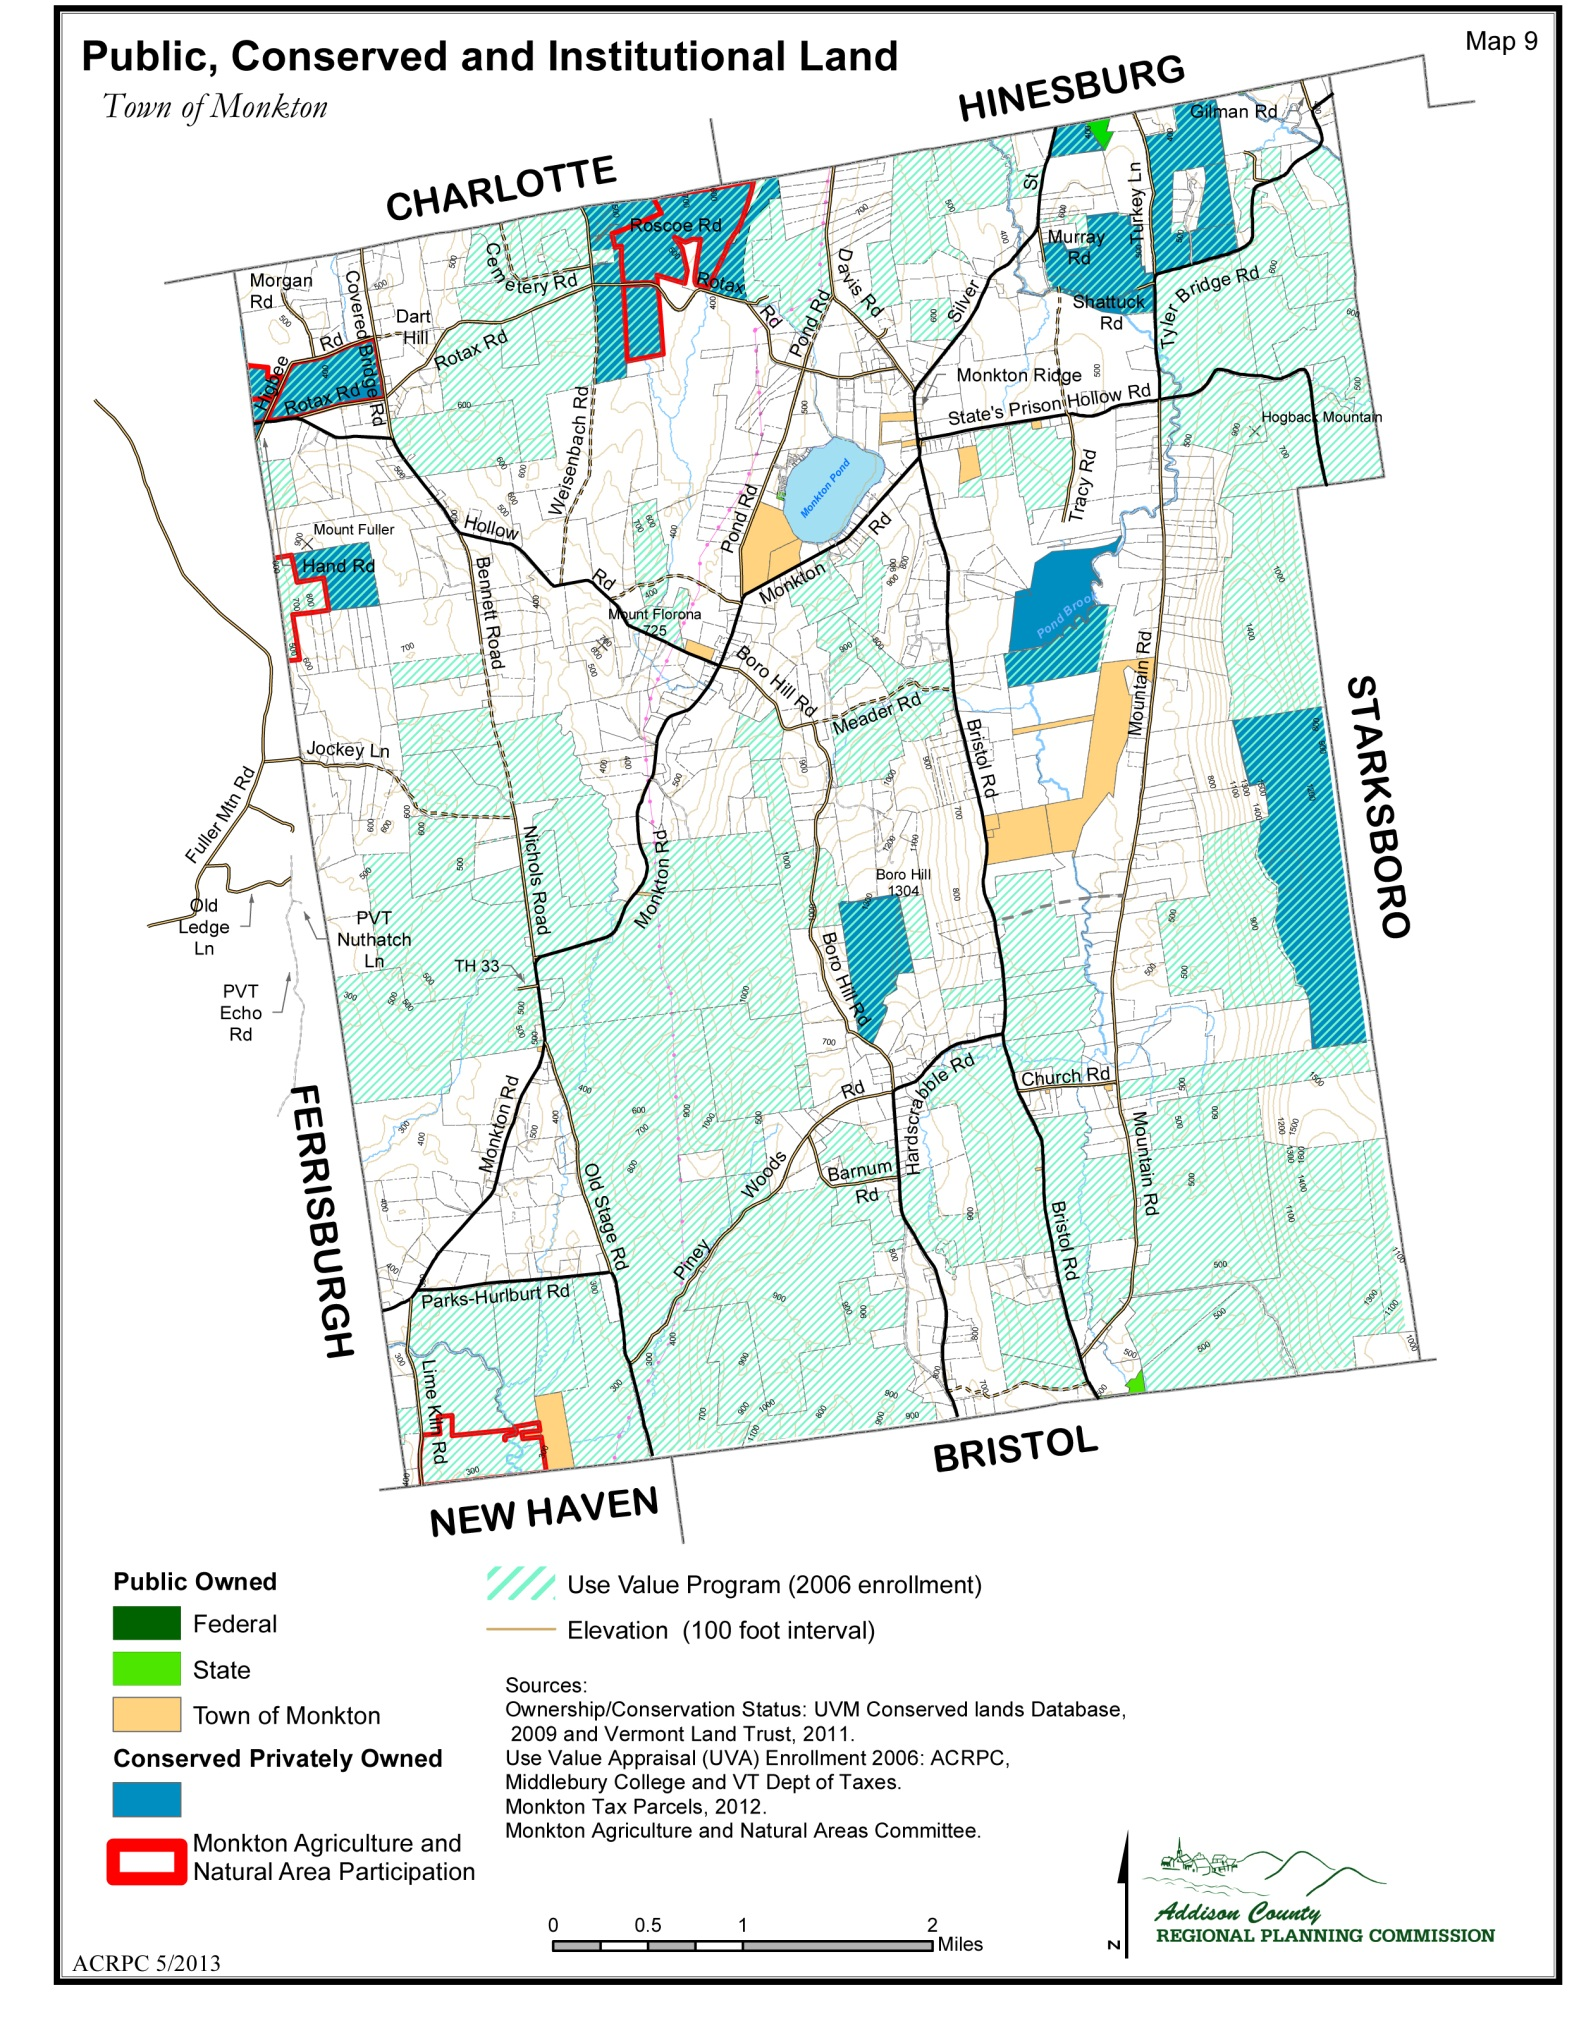 Public, Conserved and Institutional Land
Map 9
Town of Monkton
HINESBURG
CHARLOTTE
Gilman Rd
St
Turkey Ln
Roscoe Rd
Murray
Rd
Morgan
Rd
Covered Bridge Rd
Cemetery Rd
Rotax Rd
Davis Rd
Silver
Shattuck
Rd
Tyler Bridge Rd
Dart
Hill
Higbee Rd
Rotax Rd
Rotax Rd
Pond Rd
Monkton Ridge
State's Prison Hollow Rd
Hogback Mountain
Weisenbach Rd
Monkton Pond
Tracy Rd
Pond Rd
Mount Fuller
Hand Rd
Hollow Rd
Bennett Road
Monkton Rd
Mount Florona
725
Pond Brook
Boro Hill Rd
Meader Rd
Mountain Rd
STARKSBORO
Jockey Ln
Bristol Rd
Fuller Mtn Rd
Nichols Road
Monkton Rd
Boro Hill
1304
Old
Ledge
Ln
PVT
Nuthatch
Ln
TH 33
Boro Hill Rd
PVT
Echo
Rd
FERRISBURGH
Monkton Rd
Hardscrabble Rd
Church Rd
Old Stage Rd
Piney Woods Rd
Barnum
Rd
Mountain Rd
Bristol Rd
Parks-Hurlburt Rd
Lime Kiln Rd
BRISTOL
NEW HAVEN
Public Owned
Federal
State
Town of Monkton
Conserved Privately Owned
Monkton Agriculture and
Natural Area Participation
Use Value Program (2006 enrollment)
Elevation (100 foot interval)
Sources:
Ownership/Conservation Status: UVM Conserved lands Database,
2009 and Vermont Land Trust, 2011.
Use Value Appraisal (UVA) Enrollment 2006: ACRPC,
Middlebury College and VT Dept of Taxes.
Monkton Tax Parcels, 2012.
Monkton Agriculture and Natural Areas Committee.
0 0.5 1 2
Miles
Z
Addison County
REGIONAL PLANNING COMMISSION
ACRPC 5/2013